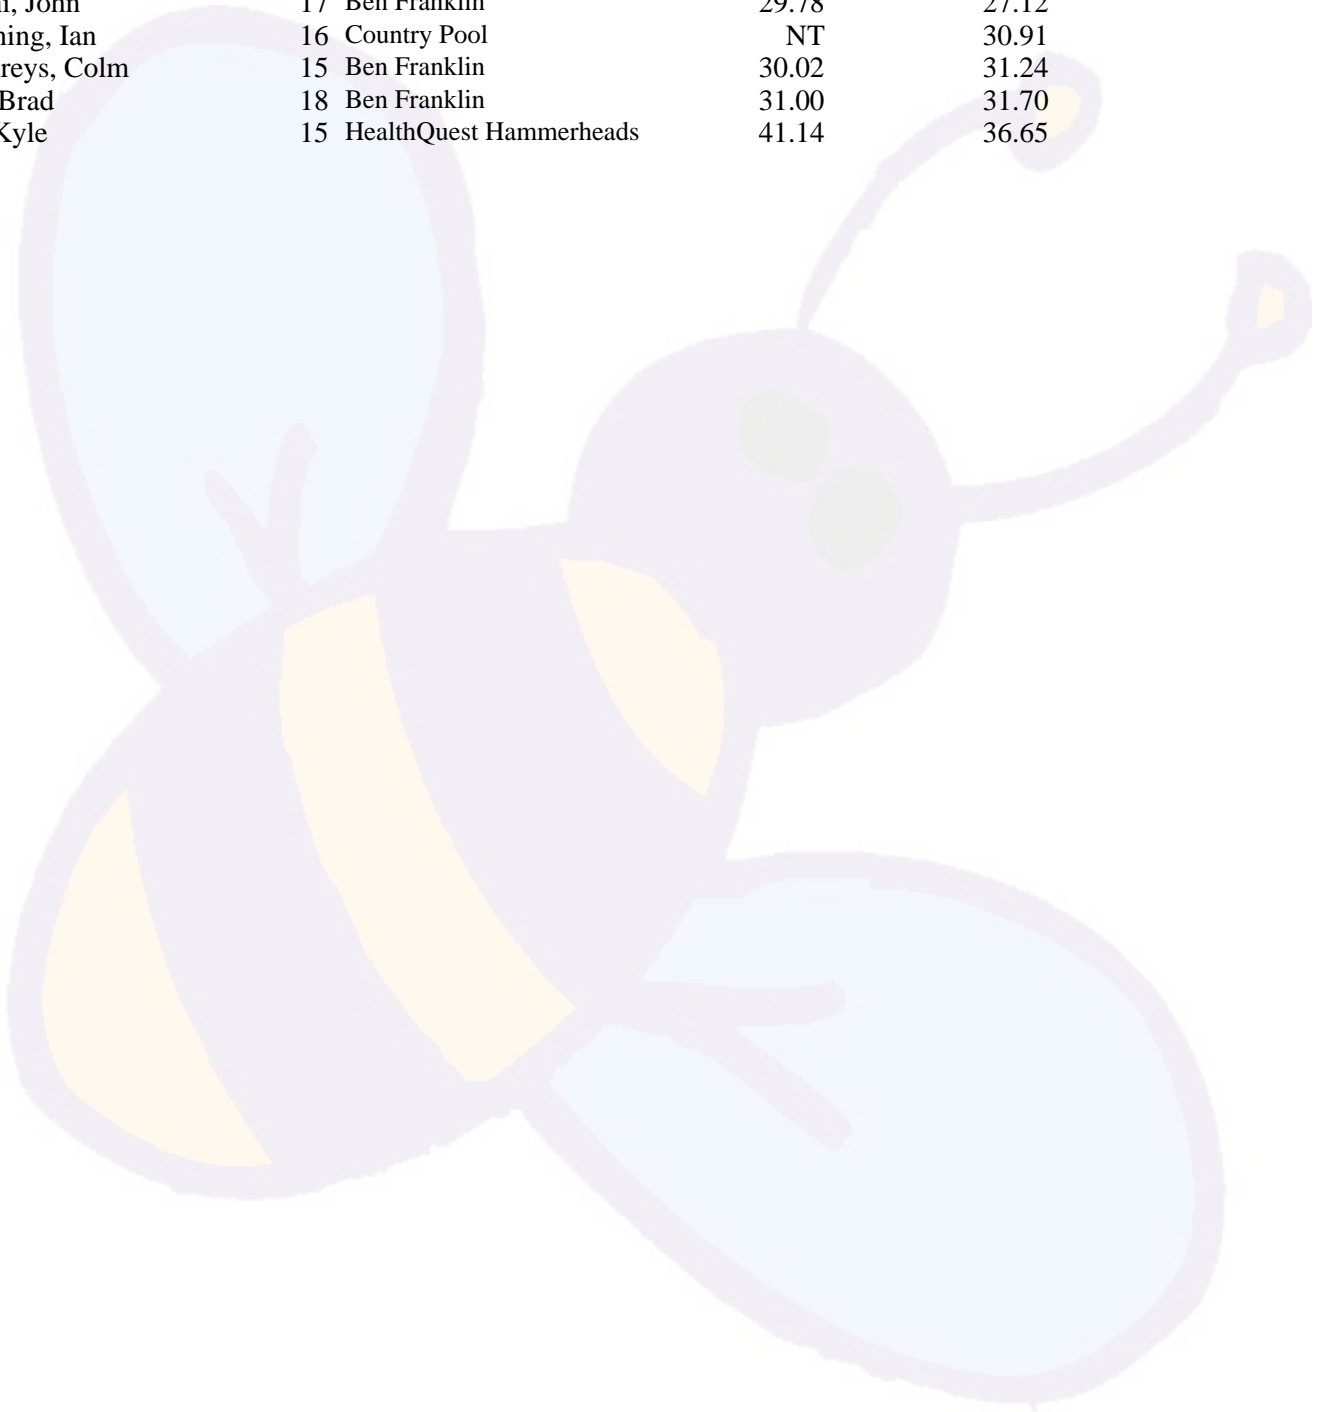 John 17 Ben Franklin 29.78 27.12
Ian 16 Country Pool NT 30.91
Colm 15 Ben Franklin 30.02 31.24
Brad 18 Ben Franklin 31.00 31.70
Kyle 15 HealthQuest Hammerheads 41.14 36.65